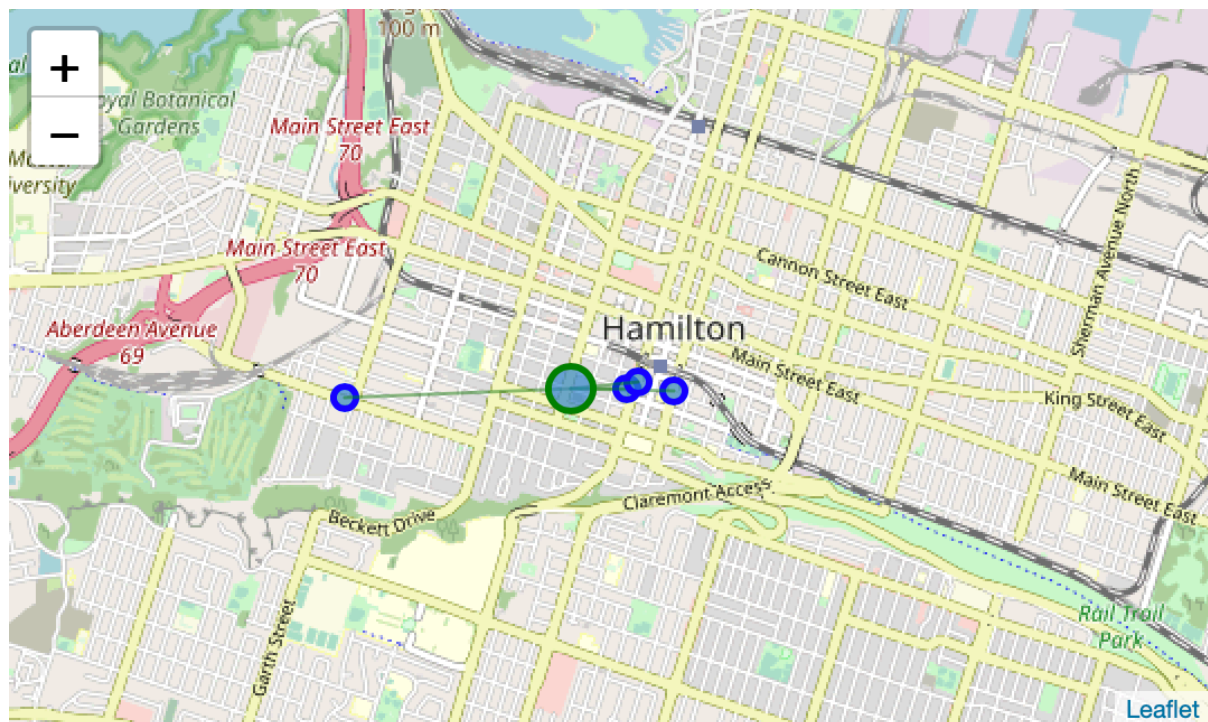 100 m
+
−
oyal Botanical
Gardens
Main Street East
70
iversity
Main Street East
70
Aberdeen Avenue
69
Hamilton
Cannon Street East
Sherman Avenue North
Main Street East
King Street East
Main Street East
Claremont Access
Beckett Drive
Garth Street
Rail Trail
Park
Leaflet